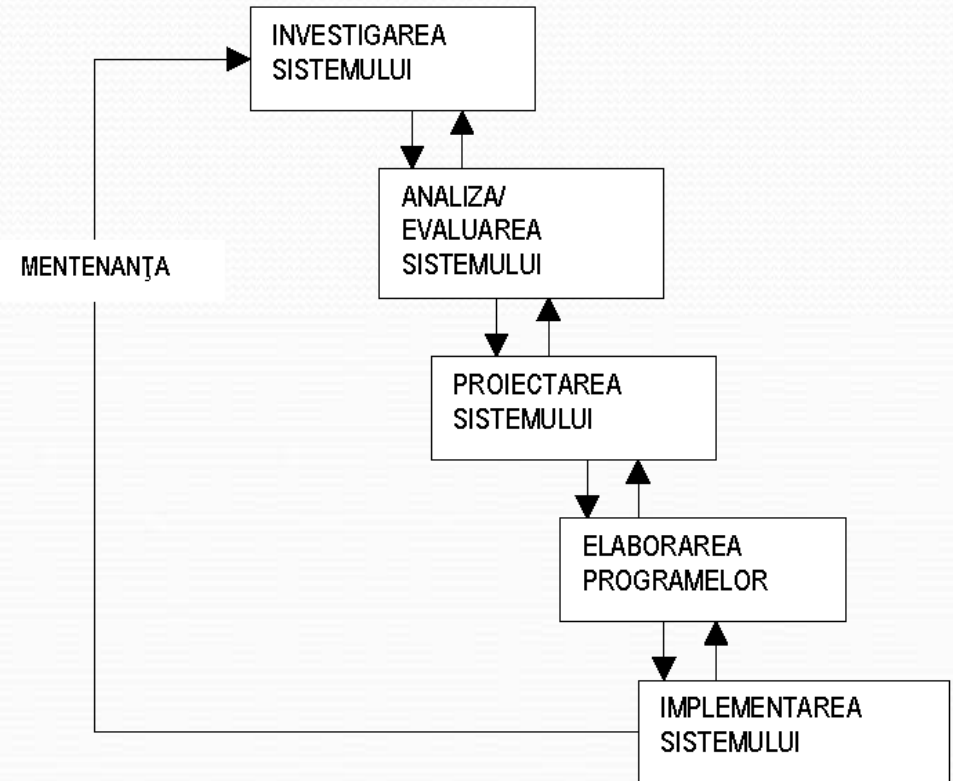 INVESTIGAREA
SISTEMULUI
ANALIZA/
EVALUAREA
SISTEMULUI
MENTENANŢA
PROIECTAREA
SISTEMULUI
ELABORAREA
PROGRAMELOR
IMPLEMENTAREA
SISTEMULUI